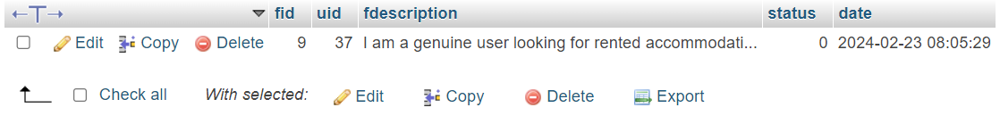 fid uid fdescription status date
Edit Copy Delete 9 37 I am a genuine user looking for rented accommodati... 0 2024-02-23 08:05:29
Check all With selected: Edit Copy Delete Export